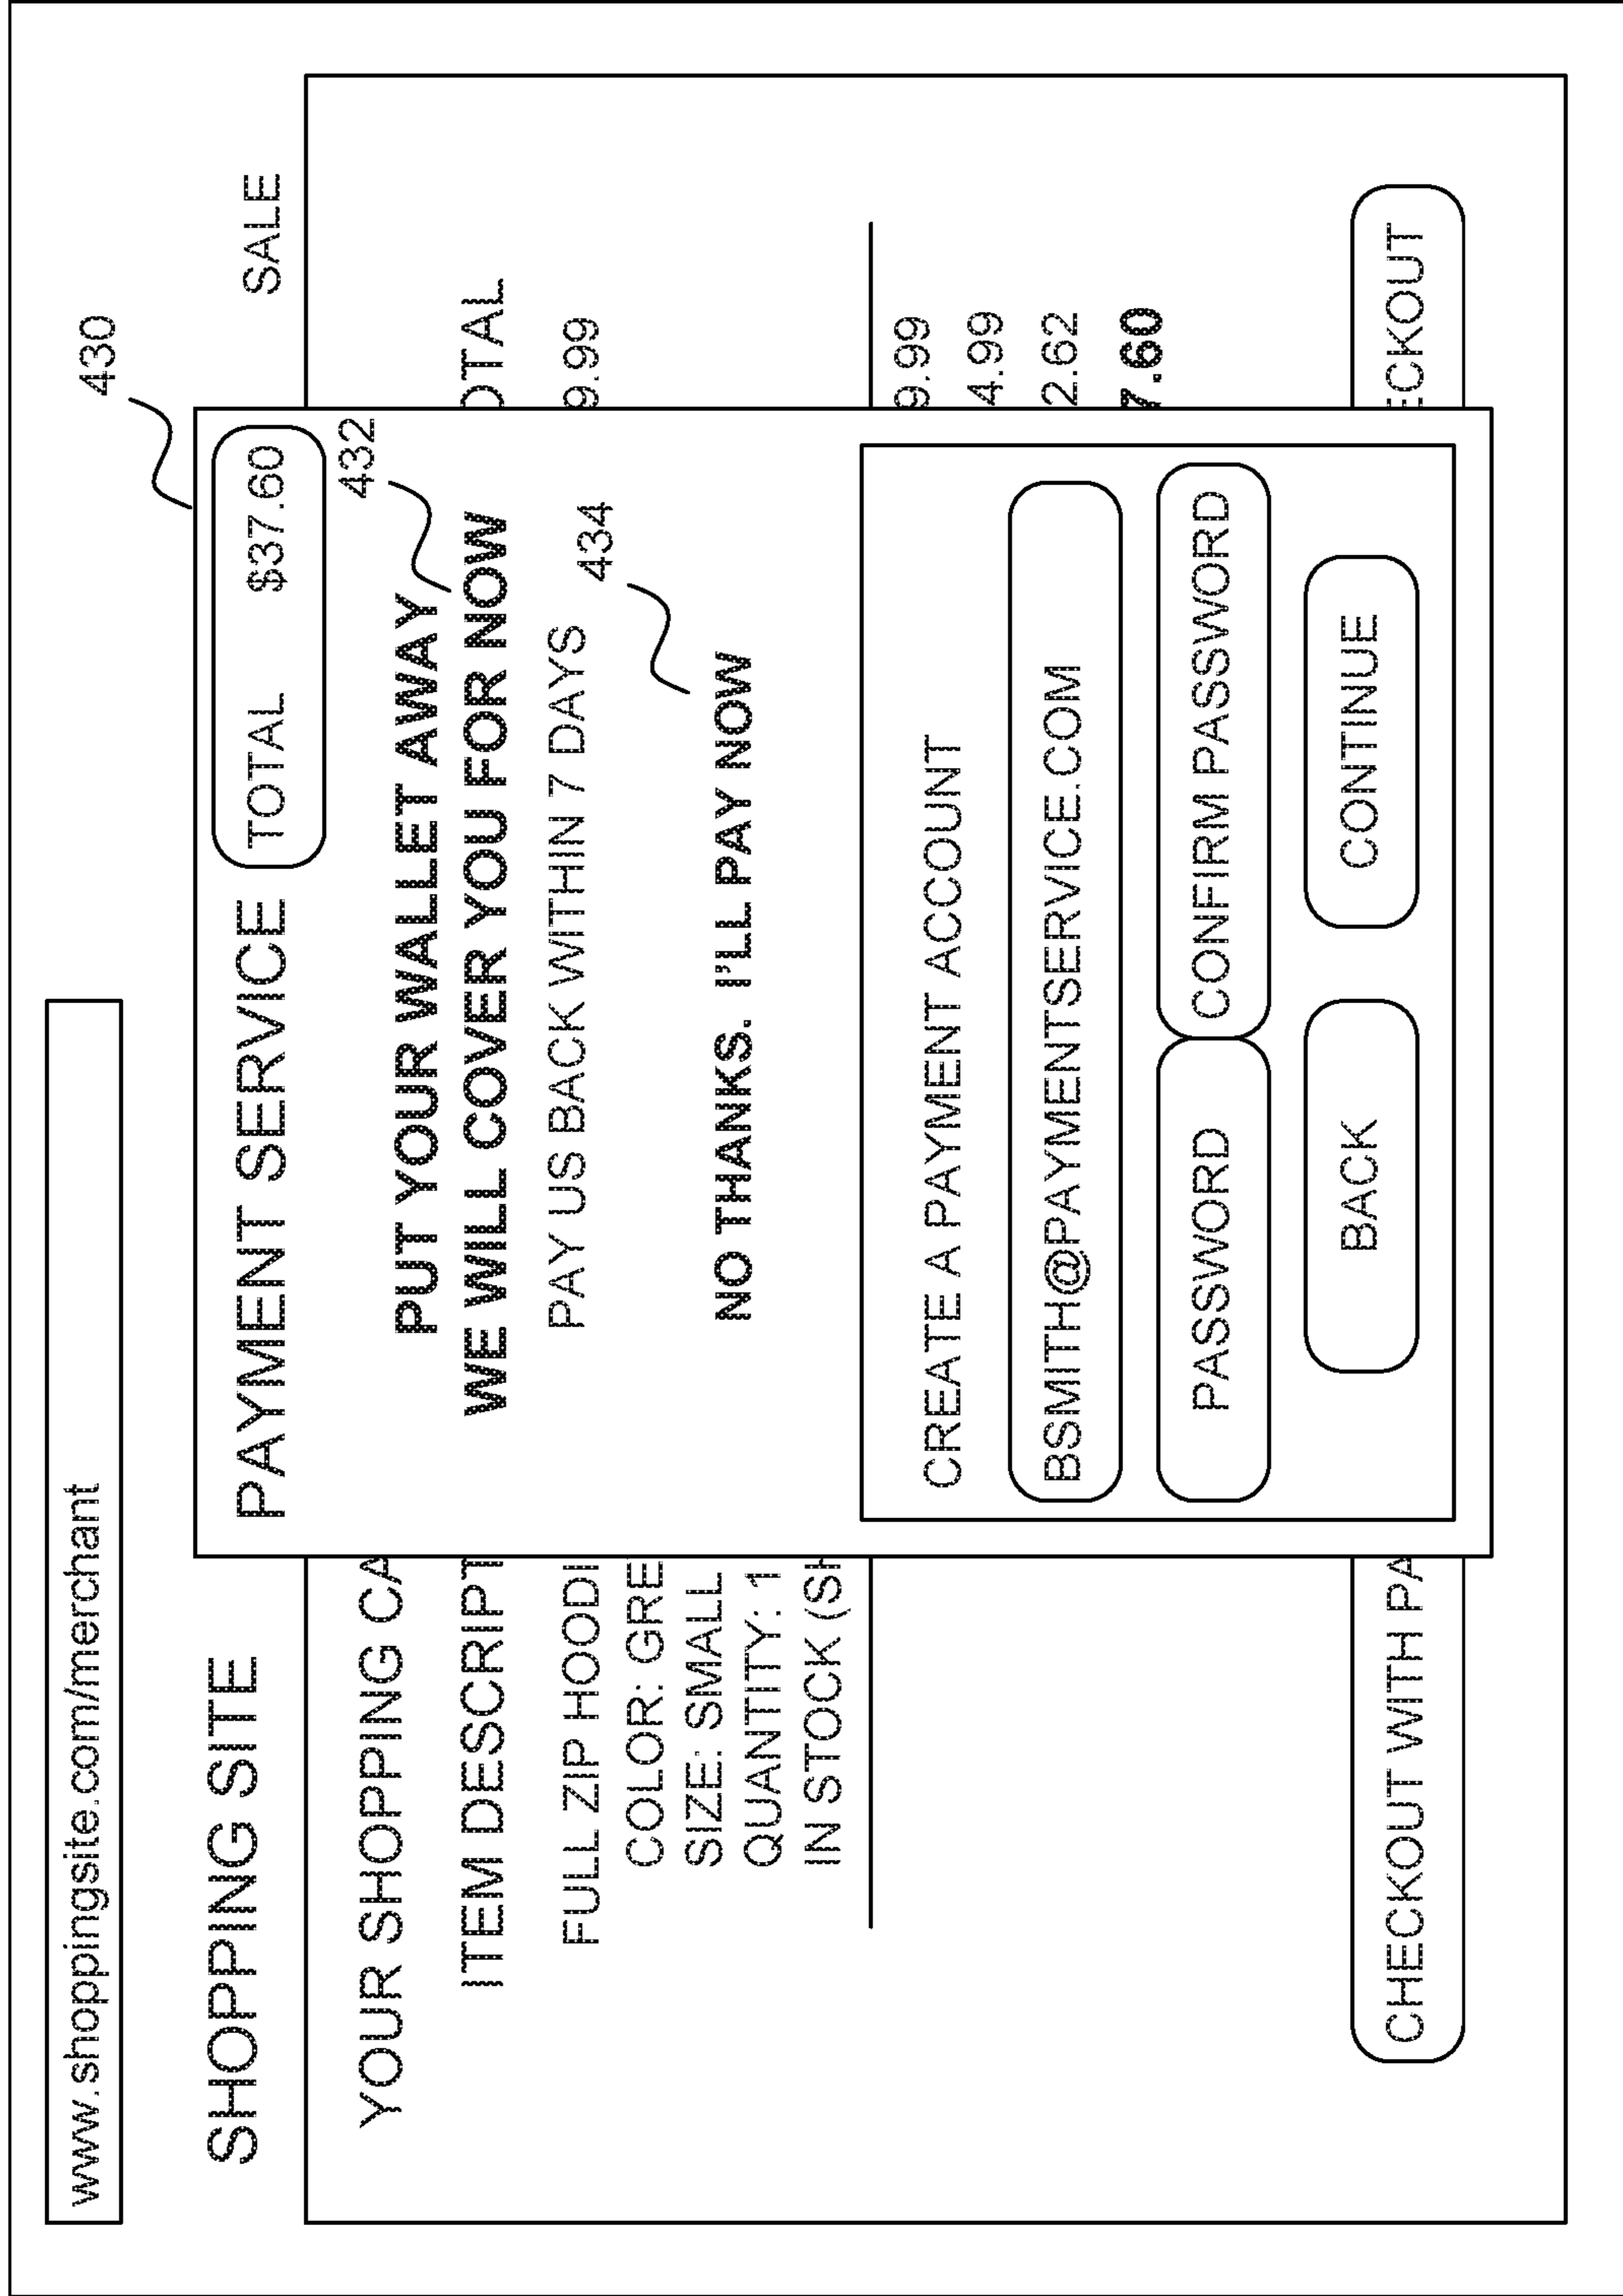 www.shoppingsite.com/merchant
430
SHOPPING SITE
SALE
PAYMENT SERVICE
TOTAL $37.60
432
PUT YOUR WALLET AWAY
WE WILL COVER YOU FOR NOW
PAY US BACK WITHIN 7 DAYS
434
NO THANKS. I'LL PAY NOW
CREATE A PAYMENT ACCOUNT
BSMITH@PAYMENTSERVICE.COM
PASSWORD CONFIRM PASSWORD
BACK CONTINUE
YOUR SHOPPING CA
ITEM DESCRIPT
OTAL
FULL ZIP HOODI
9.99
COLOR: GRE
SIZE: SMALL
QUANTITY: 1
IN STOCK (SH
9.99
4.99
2.62
7.60
CHECKOUT WITH PA
ECKOUT